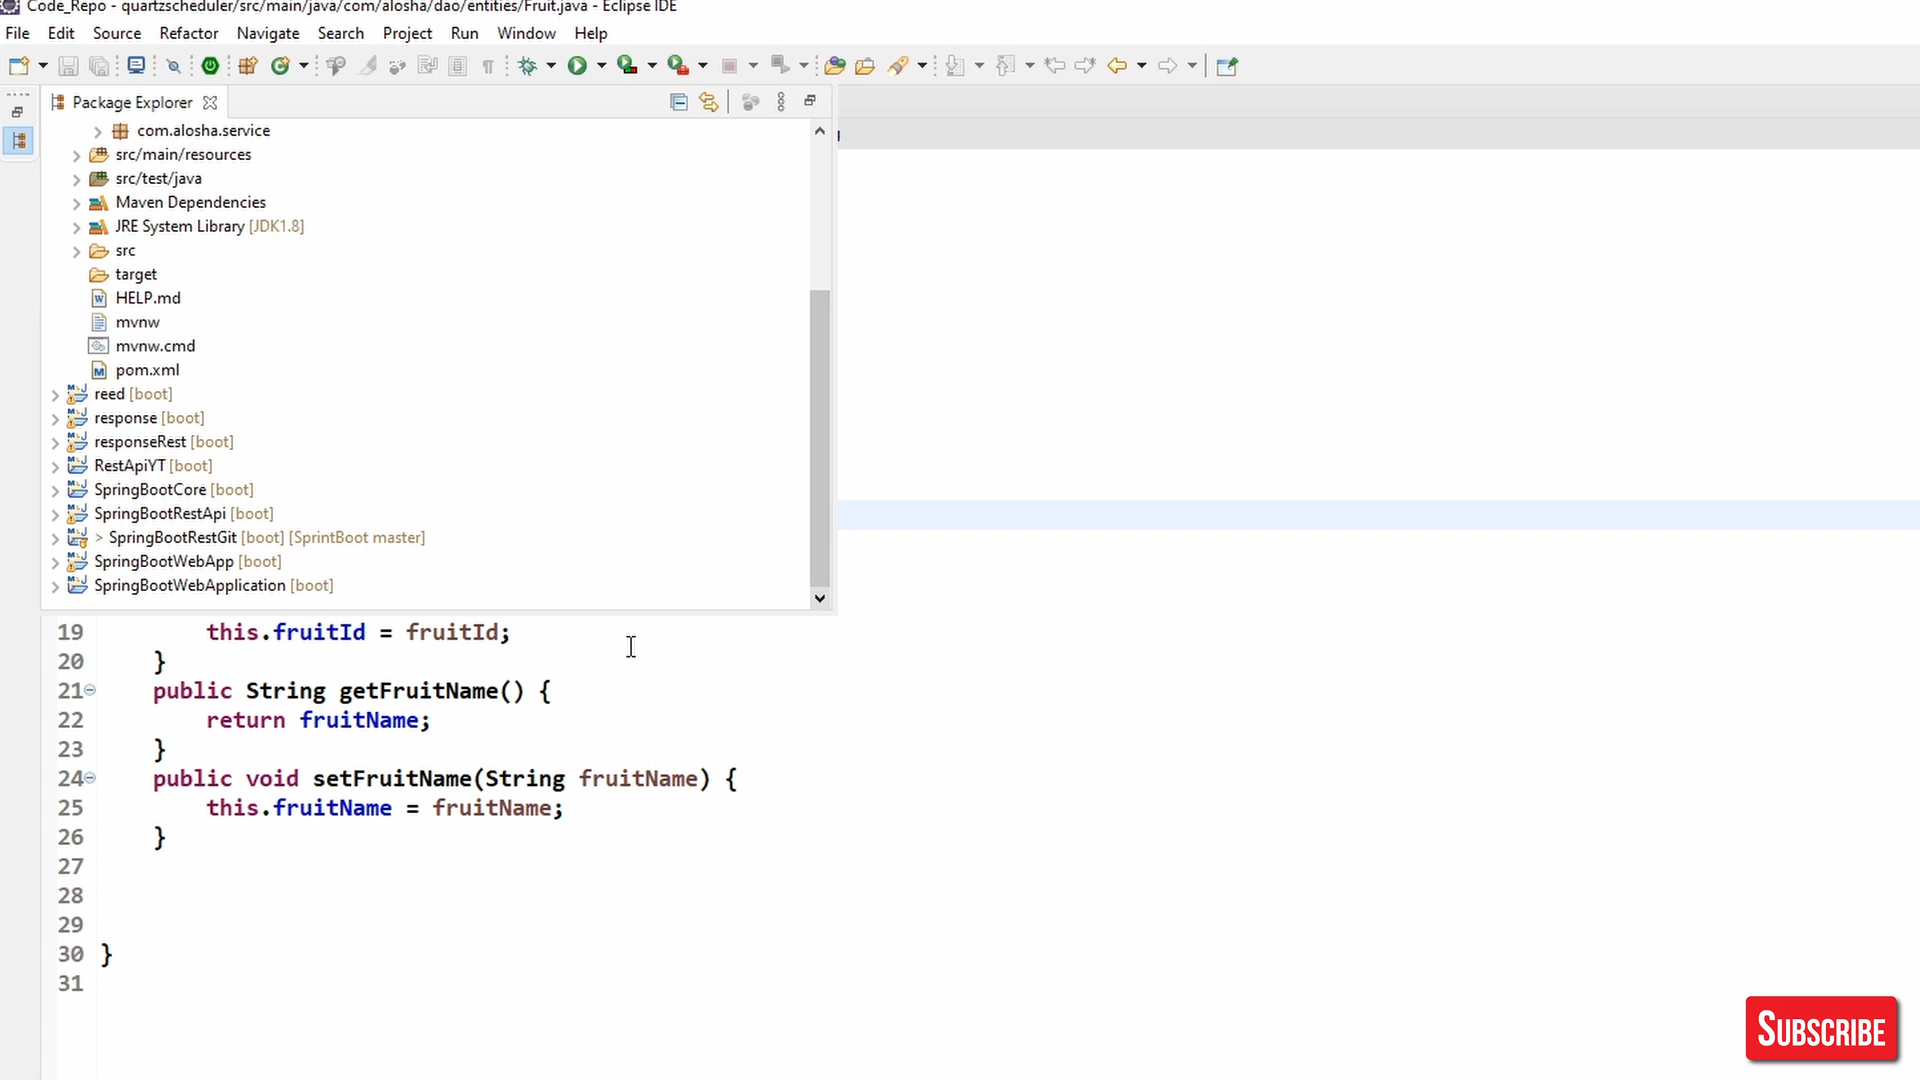 Code_Repo - quartzscheduler/src/main/java/com/alosha/dao/entities/Fruit.java - Eclipse IDE
File Edit Source Refactor Navigate Search Project Run Window Help
Package Explorer
com.alosha.service
src/main/resources
src/test/java
Maven Dependencies
JRE System Library [JDK1.8]
src
target
HELP.md
mvnw
mvnw.cmd
pom.xml
reed [boot]
response [boot]
responseRest [boot]
RestApiYT [boot]
SpringBootCore [boot]
SpringBootRestApi [boot]
> SpringBootRestGit [boot] [SprintBoot master]
SpringBootWebApp [boot]
SpringBootWebApplication [boot]
19 this.fruitId = fruitId;
20 }
21 public String getFruitName() {
22 return fruitName;
23 }
24 public void setFruitName(String fruitName) {
25 this.fruitName = fruitName;
26 }
27
28
29
30 }
31
SUBSCRIBE